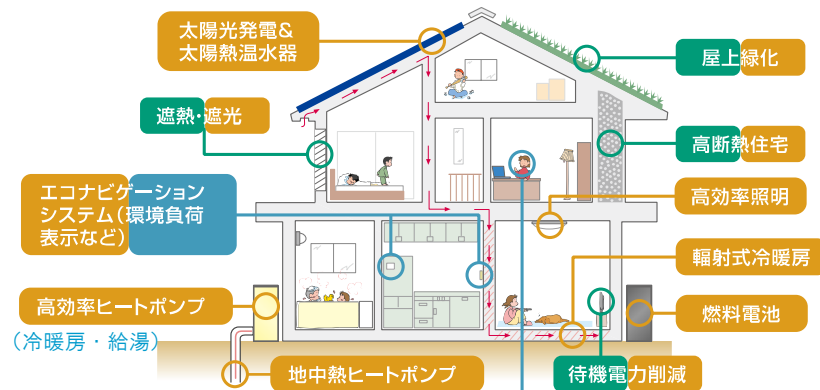 太陽光発電&
太陽熱温水器
屋上緑化
遮熱・遮光
高断熱住宅
エコナビゲーション
システム(環境負荷
表示など)
高効率照明
輻射式冷暖房
高効率ヒートポンプ
(冷暖房・給湯)
燃料電池
地中熱ヒートポンプ
待機電力削減